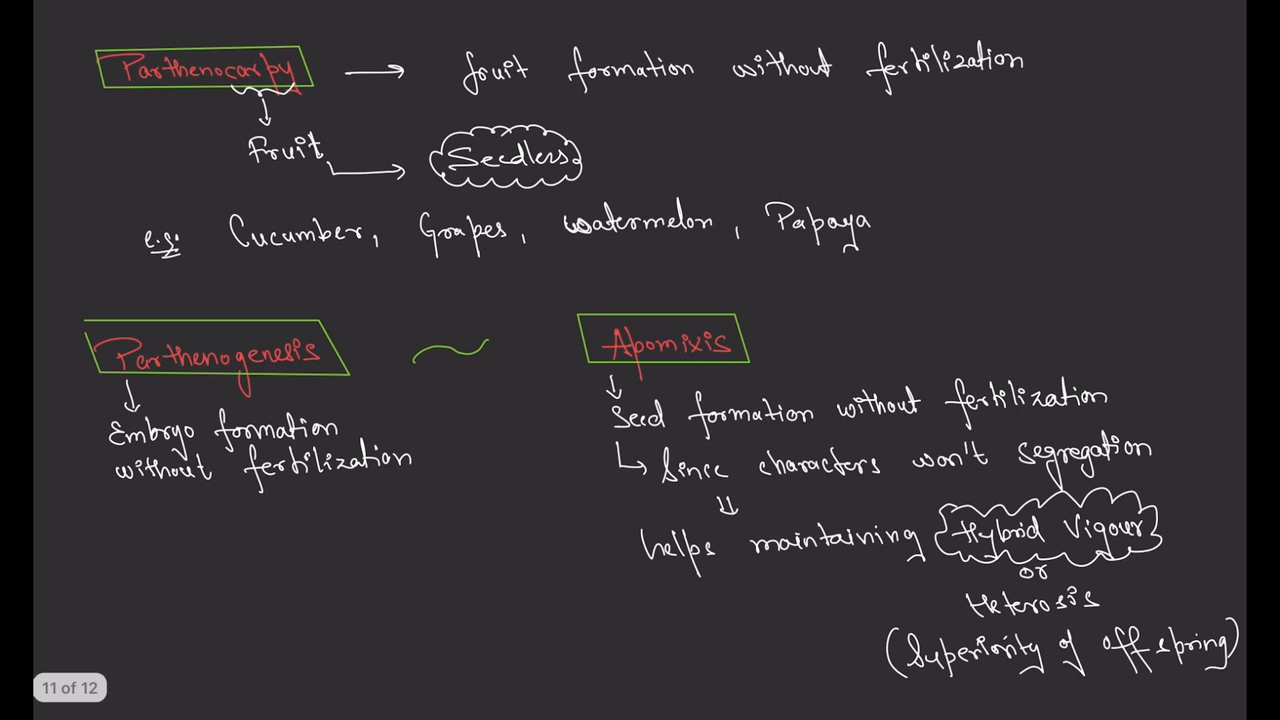 Parthenocarpy → fruit formation without fertilization
↓
Fruit → Seedless
e.g. Cucumber, Grapes, watermelon, Papaya
Parthenogenesis ~ Apomixis
↓
Embryo formation
without fertilization
↓
Seed formation without fertilization
↳ Since characters won't segregation
⇓
helps maintaining Hybrid Vigour
or
Heterosis
(Superiority of offspring)
11 of 12